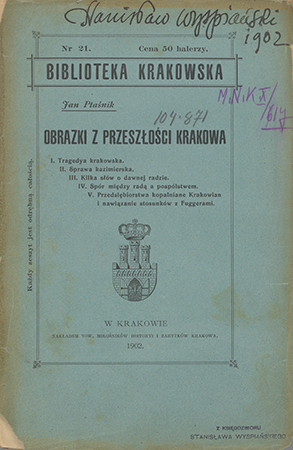 Stanisław Wyspiański
1902
Nr 21. Cena 50 halerzy.
BIBLIOTEKA KRAKOWSKA
Jan Ptaśnik
104-871
OBRAZKI Z PRZESZŁOŚCI KRAKOWA
I. Tragedya krakowska.
II. Sprawa kazimierska.
III. Kilka słów o dawnej radzie.
IV. Spór między radą a pospólstwem.
V. Przedsiębiorstwa kopalniane Krakowian
i nawiązanie stosunków z Fuggerami.
Każdy zeszyt jest odrębną całością.
W KRAKOWIE
NAKŁADEM TOW. MIŁOŚNIKÓW HISTORYI I ZABYTKÓW KRAKOWA.
1902.
Z KSIĘGOZBIORU
STANISŁAWA WYSPIAŃSKIEGO